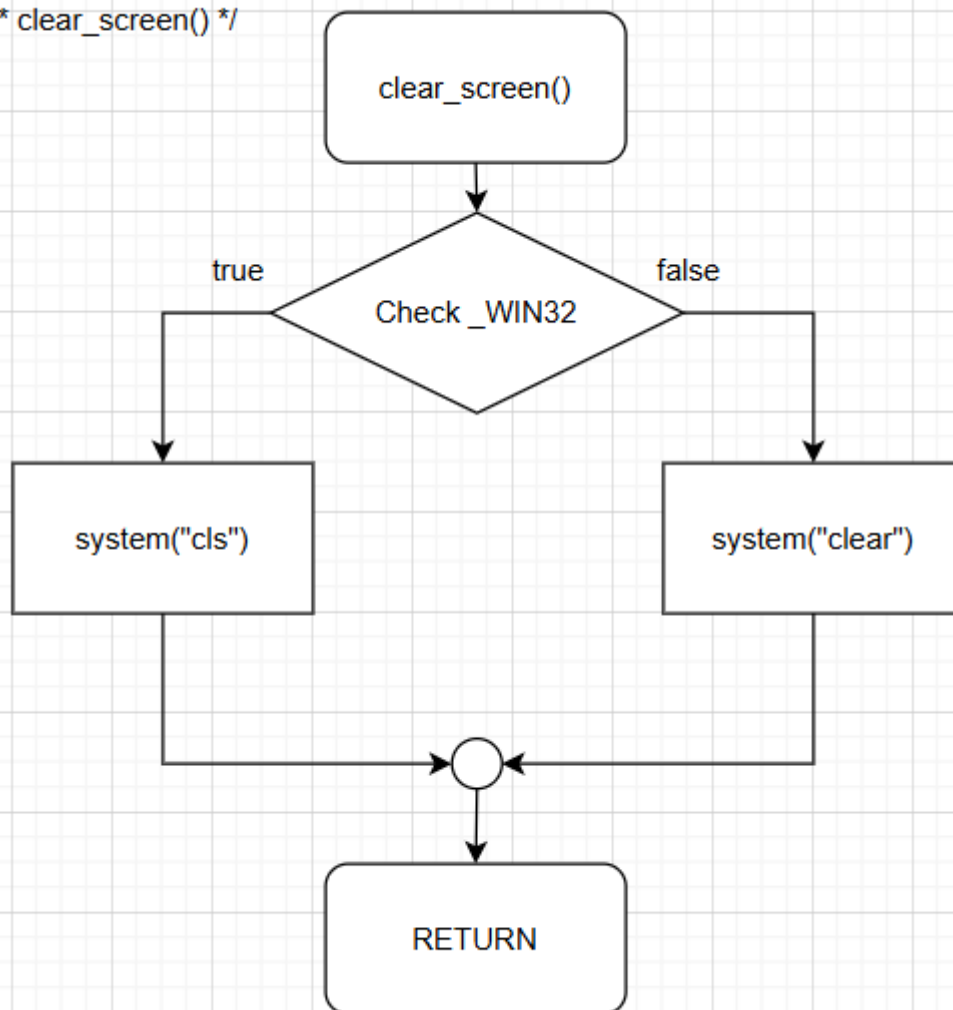 * clear_screen() */
clear_screen()
true
false
Check _WIN32
system("cls")
system("clear")
RETURN